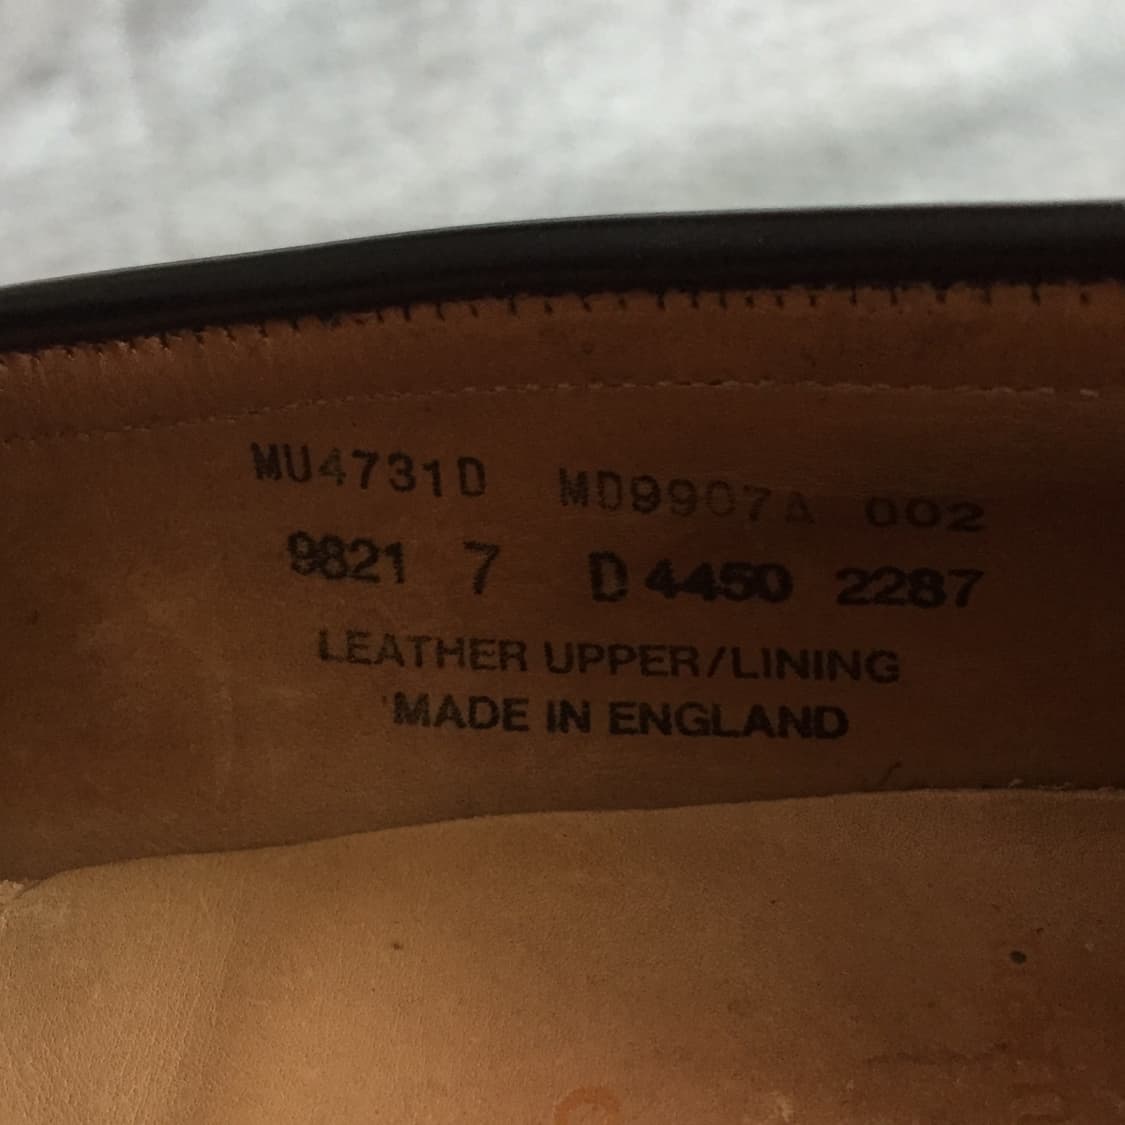 MU4731D MD9907A 002
9821 7 D 4450 2287
LEATHER UPPER/LINING
MADE IN ENGLAND